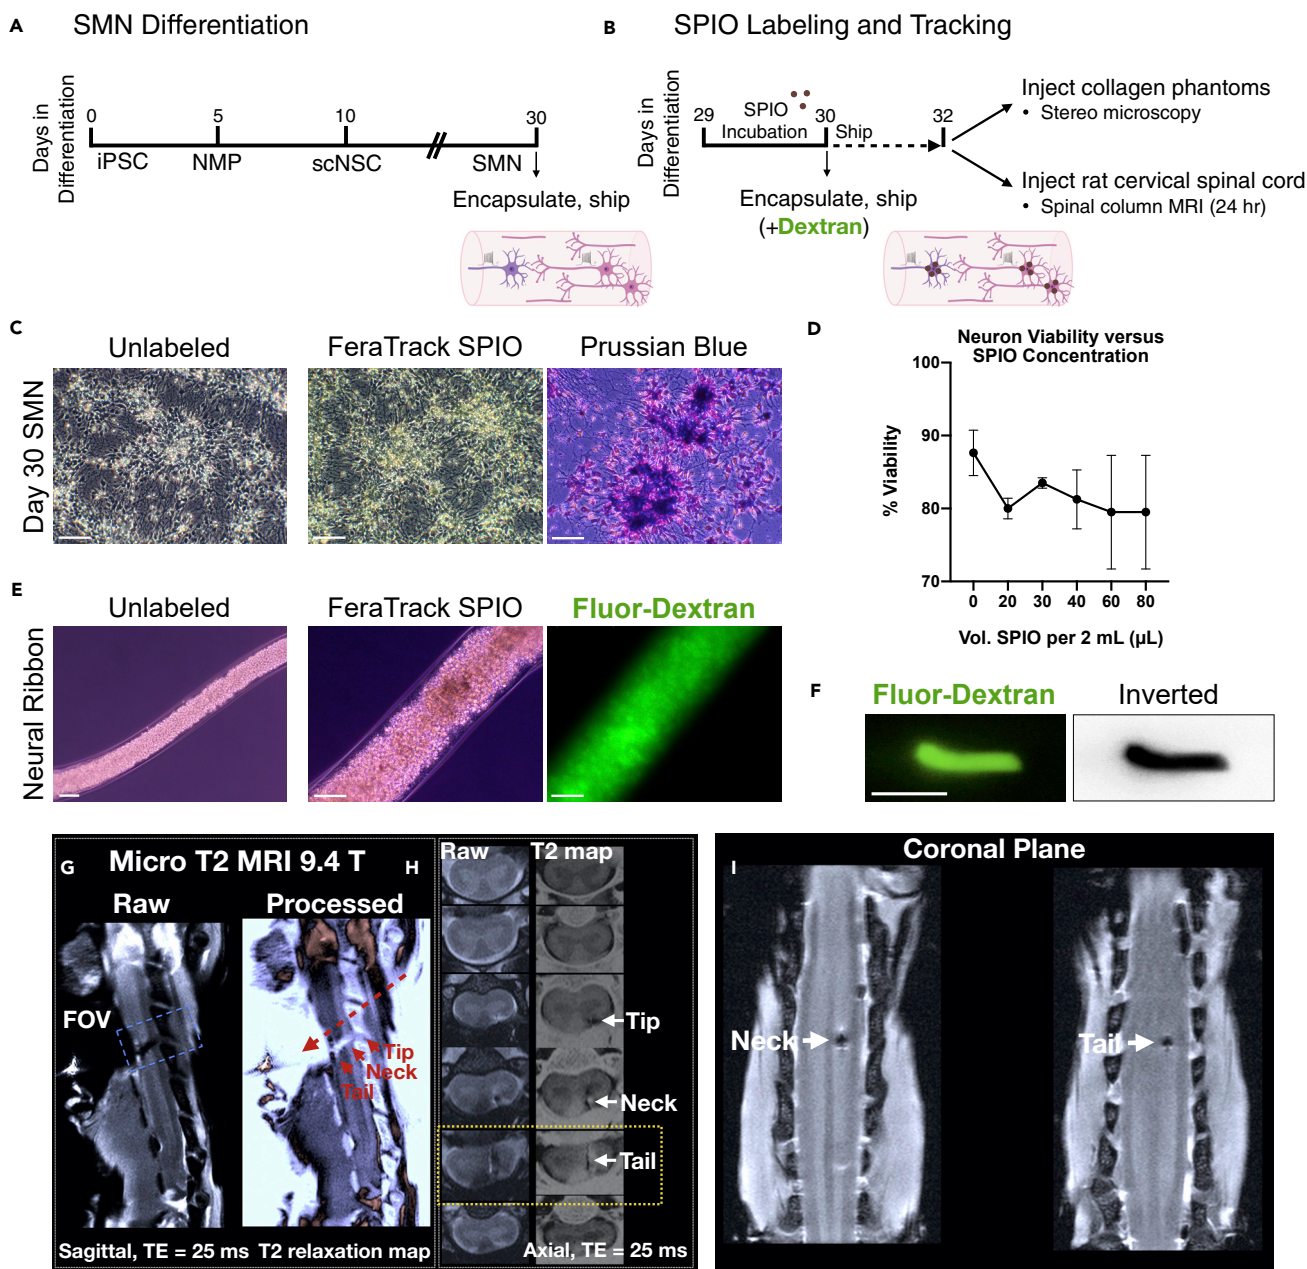 A SMN Differentiation
Days in
Differentiation
0 5 10 30
iPSC NMP scNSC SMN
Encapsulate, ship
B SPIO Labeling and Tracking
Days in
Differentiation
29 SPIO 30 32
Incubation Ship
Encapsulate, ship
(+Dextran)
Inject collagen phantoms
• Stereo microscopy
Inject rat cervical spinal cord
• Spinal column MRI (24 hr)
C
Unlabeled FeraTrack SPIO Prussian Blue
Day 30 SMN
D
Neuron Viability versus
SPIO Concentration
% Viability
100
90
80
70
0 20 30 40 60 80
Vol. SPIO per 2 mL (µL)
E
Unlabeled FeraTrack SPIO Fluor-Dextran
Neural Ribbon
F
Fluor-Dextran Inverted
G Micro T2 MRI 9.4 T
Raw Processed
FOV
Tip
Neck
Tail
Sagittal, TE = 25 ms T2 relaxation map
H
Raw T2 map
Tip
Neck
Tail
Axial, TE = 25 ms
I
Coronal Plane
Neck
Tail